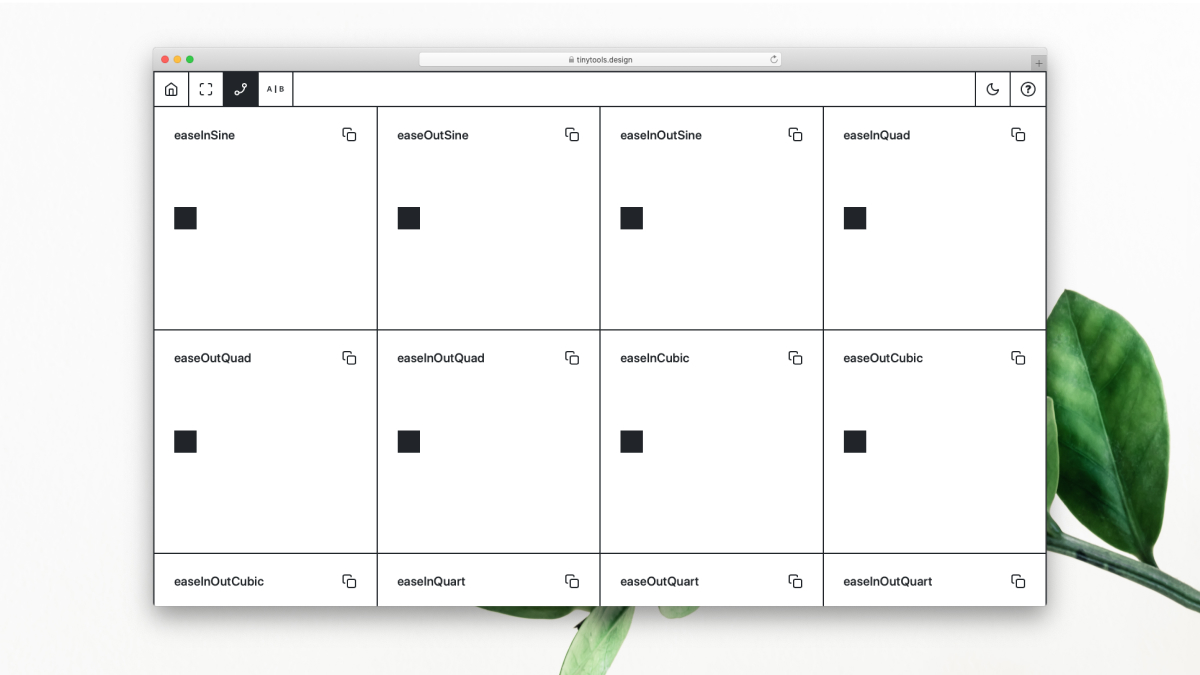 tinytools.design
A|B
easeInSine
easeOutSine
easeInOutSine
easeInQuad
easeOutQuad
easeInOutQuad
easeInCubic
easeOutCubic
easeInOutCubic
easeInQuart
easeOutQuart
easeInOutQuart